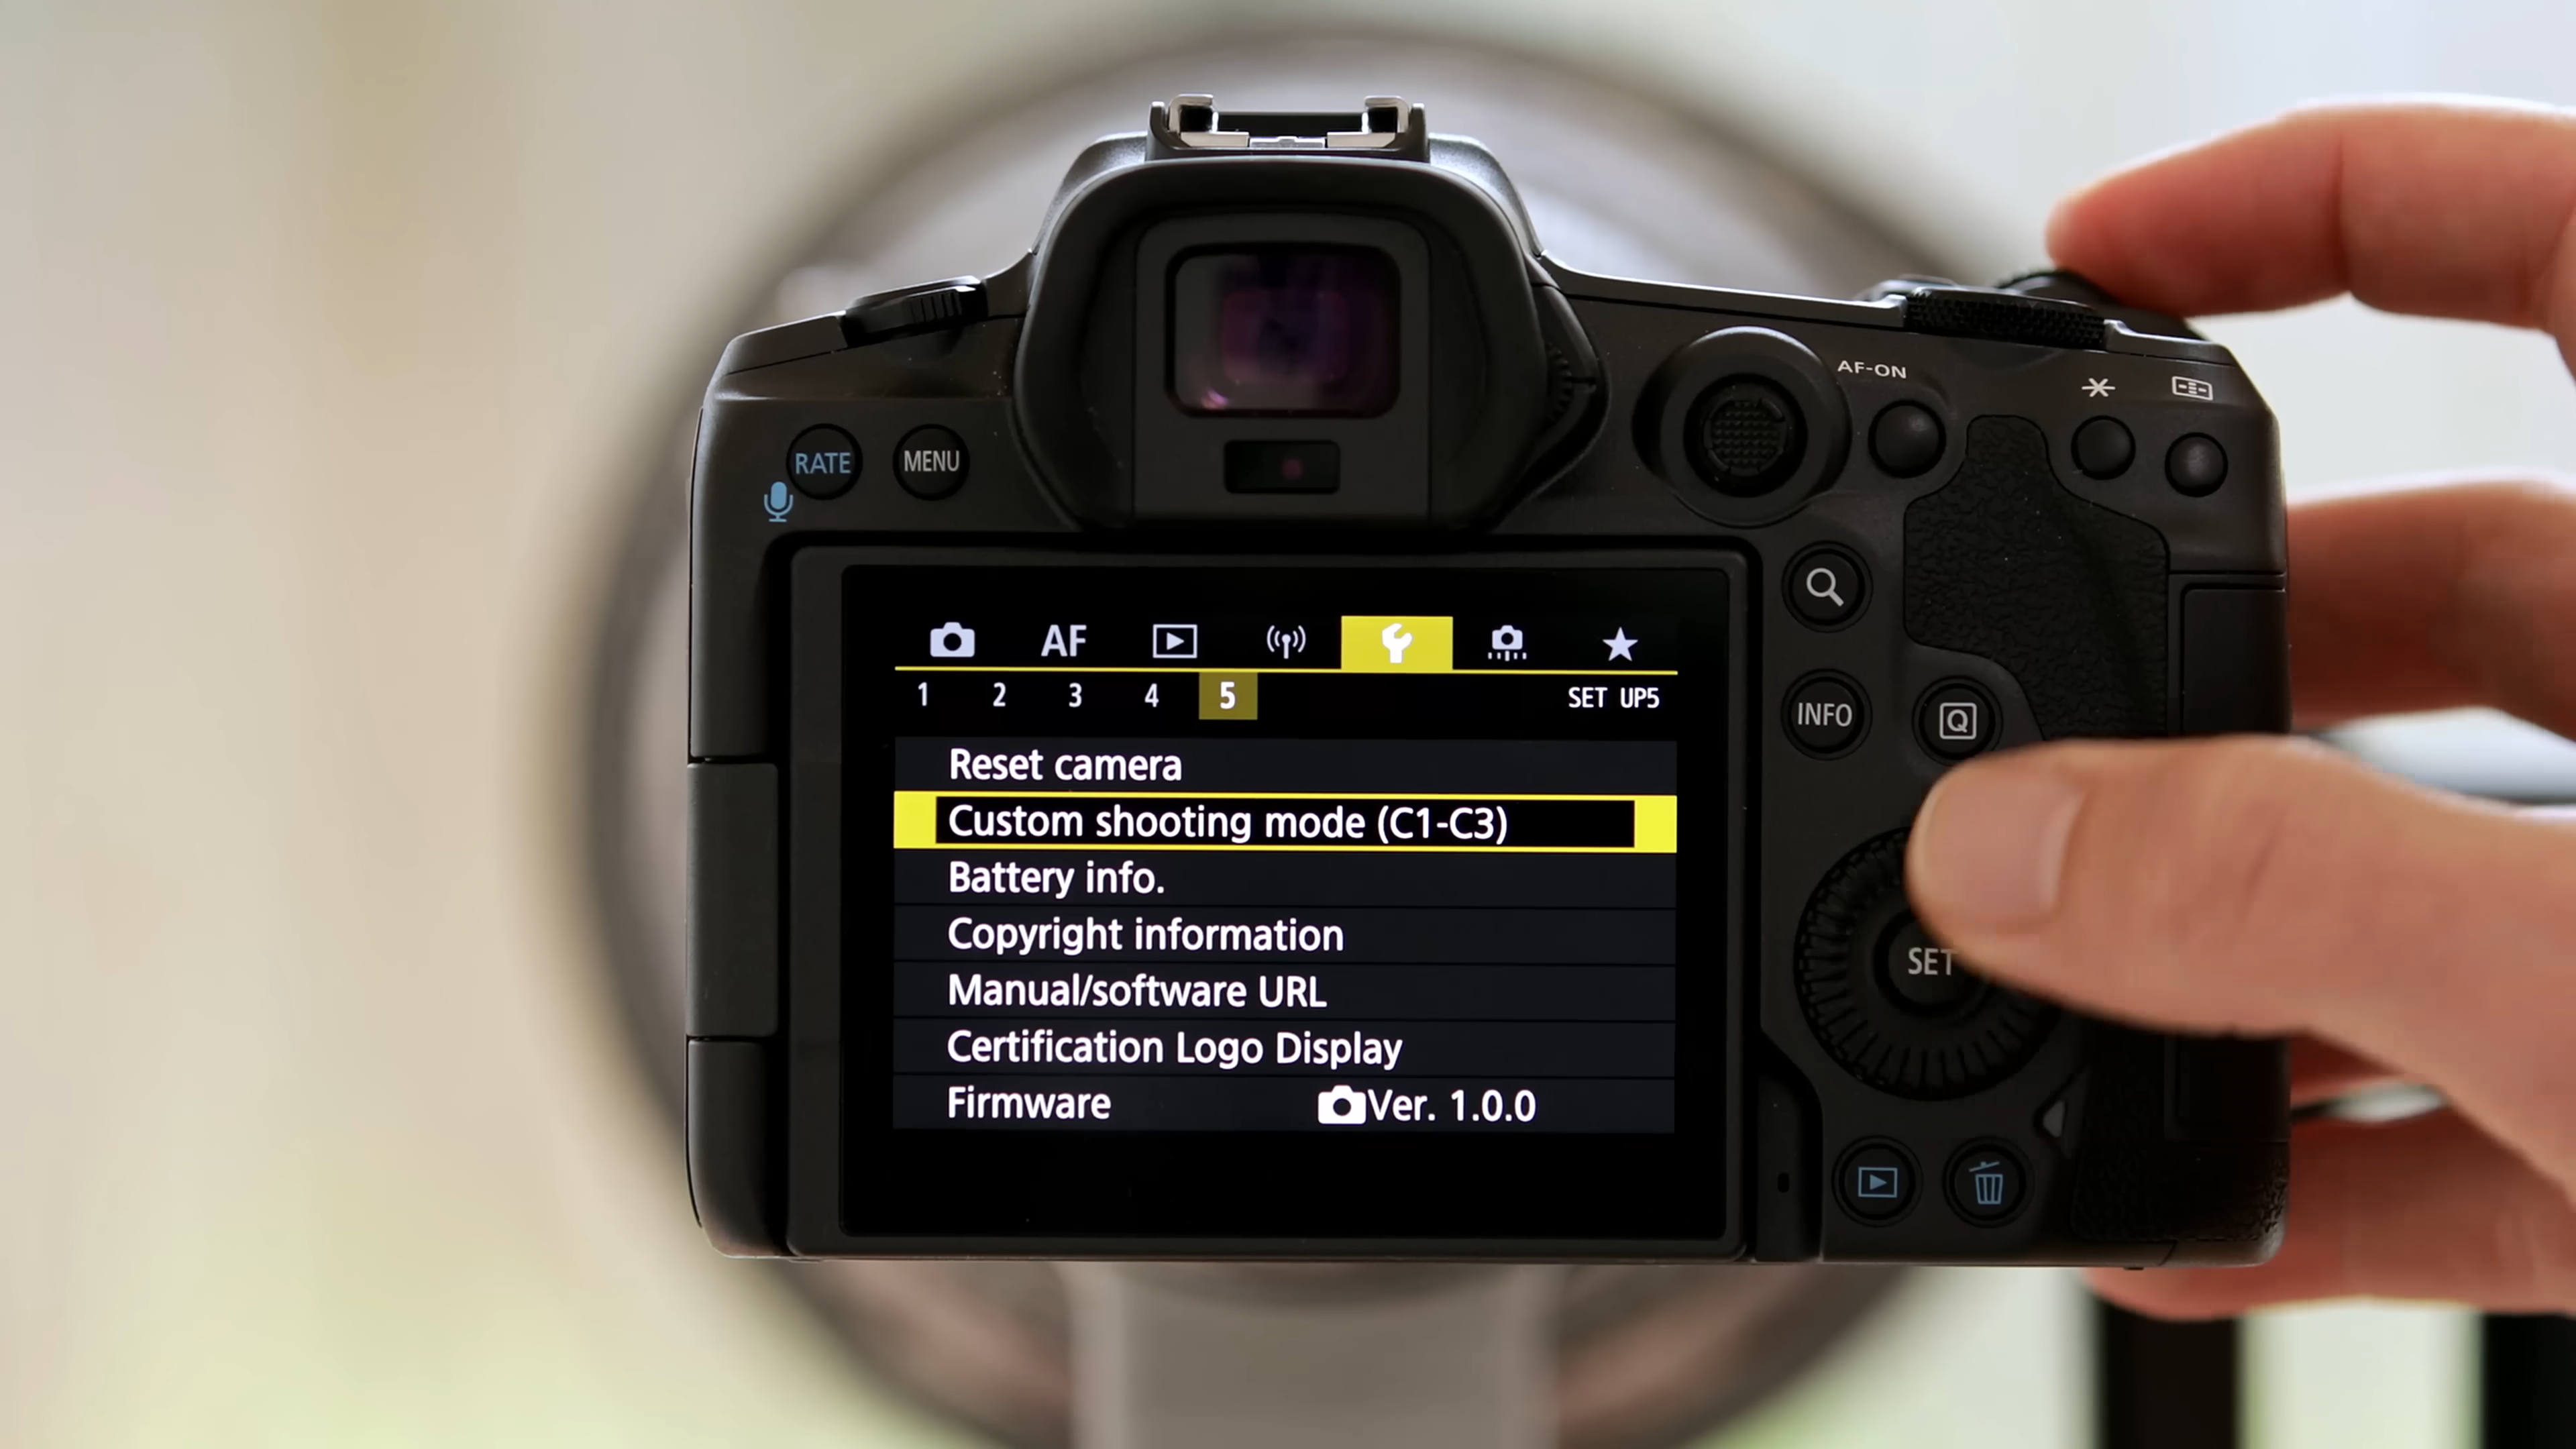 AF-ON
RATE MENU
AF
1 2 3 4 5 SET UP5
INFO Q
Reset camera
Custom shooting mode (C1-C3)
Battery info.
Copyright information
SET
Manual/software URL
Certification Logo Display
Firmware Ver. 1.0.0